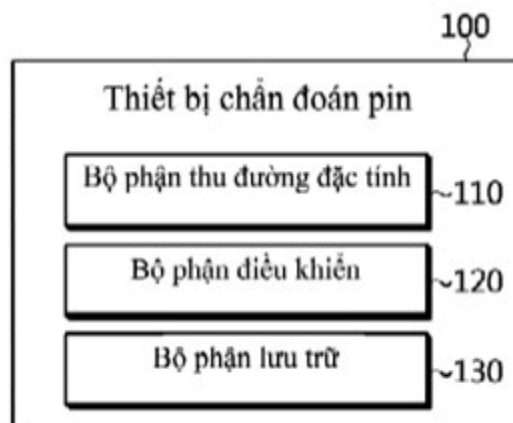 100
Thiết bị chẩn đoán pin
Bộ phận thu đường đặc tính
110
Bộ phận điều khiển
120
Bộ phận lưu trữ
130